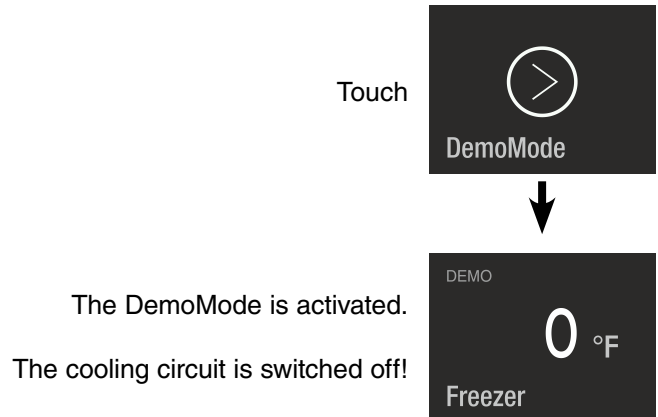 Touch
DemoMode
DEMO
The DemoMode is activated.
0 °F
The cooling circuit is switched off!
Freezer